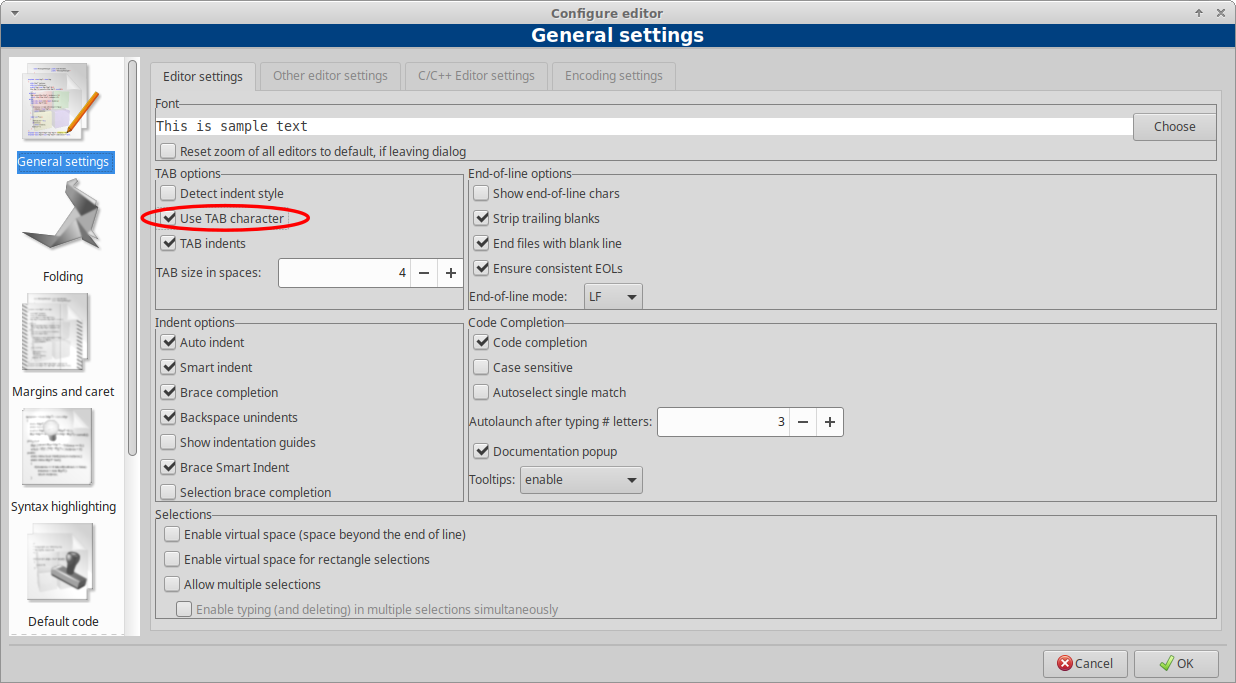 Configure editor
General settings
General settings
Folding
Margins and caret
Syntax highlighting
Default code
Editor settings
Other editor settings
C/C++ Editor settings
Encoding settings
Font
This is sample text
Choose
Reset zoom of all editors to default, if leaving dialog
TAB options
Detect indent style
Use TAB character
TAB indents
TAB size in spaces: 4
End-of-line options
Show end-of-line chars
Strip trailing blanks
End files with blank line
Ensure consistent EOLs
End-of-line mode: LF
Indent options
Auto indent
Smart indent
Brace completion
Backspace unindents
Show indentation guides
Brace Smart Indent
Selection brace completion
Code Completion
Code completion
Case sensitive
Autoselect single match
Autolaunch after typing # letters: 3
Documentation popup
Tooltips: enable
Selections
Enable virtual space (space beyond the end of line)
Enable virtual space for rectangle selections
Allow multiple selections
Enable typing (and deleting) in multiple selections simultaneously
Cancel
OK